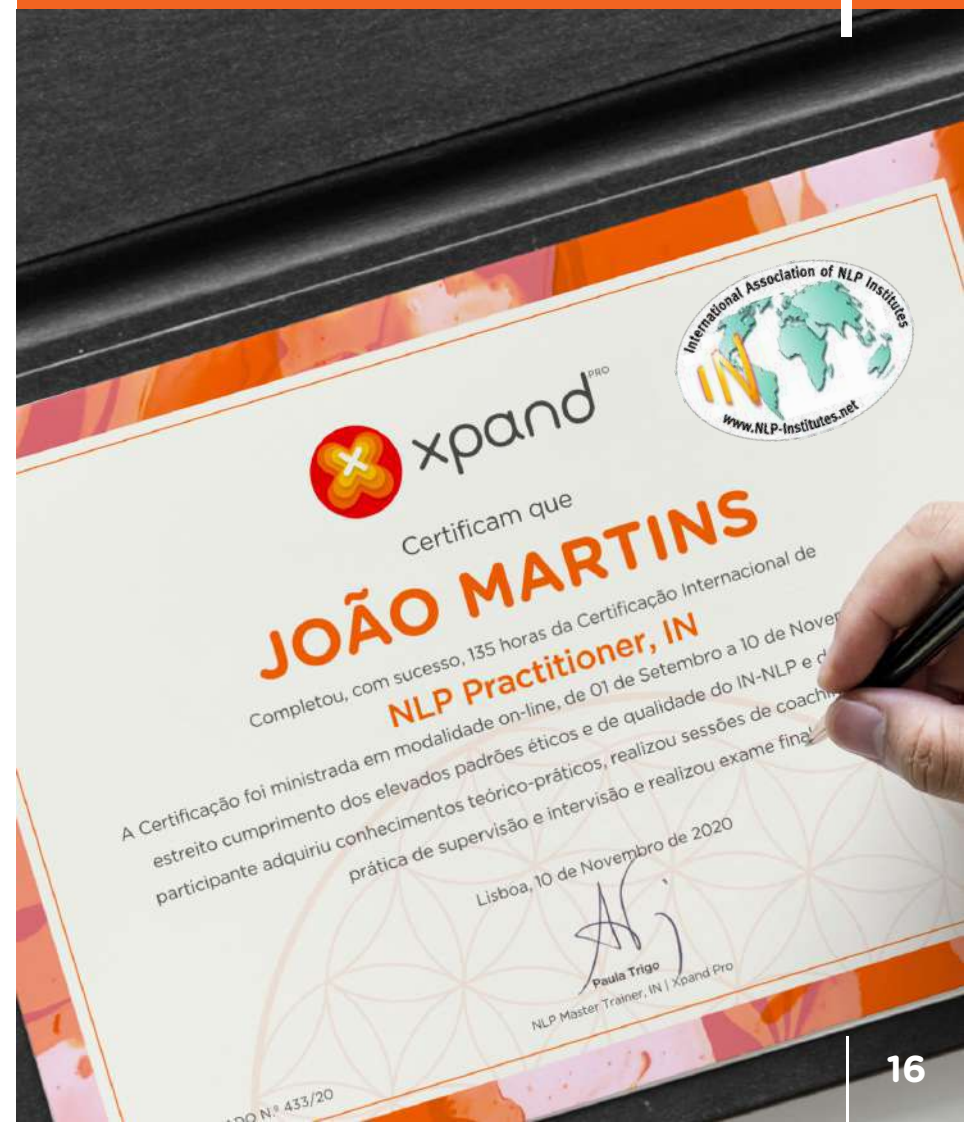 International Association of NLP Institutes
IN
www.NLP-Institutes.net
xpand PRO
Certificam que
JOÃO MARTINS
Completou, com sucesso, 135 horas da Certificação Internacional de
NLP Practitioner, IN
A Certificação foi ministrada em modalidade on-line, de 01 de Setembro a 10 de
estreito cumprimento dos elevados padrões éticos e de qualidade do IN-NLP e
participante adquiriu conhecimentos teórico-práticos, realizou sessões de
prática de supervisão e intervisão e realizou exame final
Lisboa, 10 de Novembro de 2020
Paula Trigo
NLP Master Trainer, IN | Xpand Pro
N.º 433/20
16